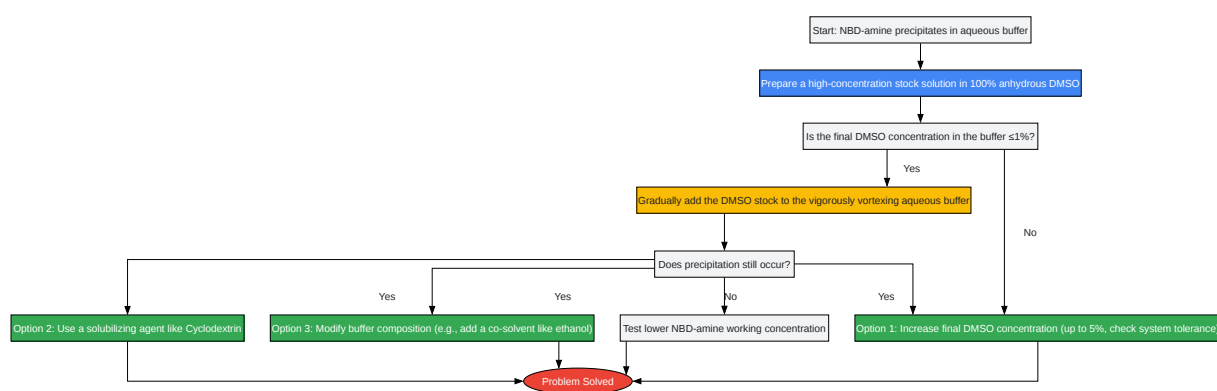 Start: NBD-amine precipitates in aqueous buffer
Prepare a high-concentration stock solution in 100% anhydrous DMSO
Is the final DMSO concentration in the buffer ≤1%?
Yes
Gradually add the DMSO stock to the vigorously vortexing aqueous buffer
No
Does precipitation still occur?
Yes
Yes
No
Yes
Option 2: Use a solubilizing agent like Cyclodextrin
Option 3: Modify buffer composition (e.g., add a co-solvent like ethanol)
Test lower NBD-amine working concentration
Option 1: Increase final DMSO concentration (up to 5%, check system tolerance)
Problem Solved